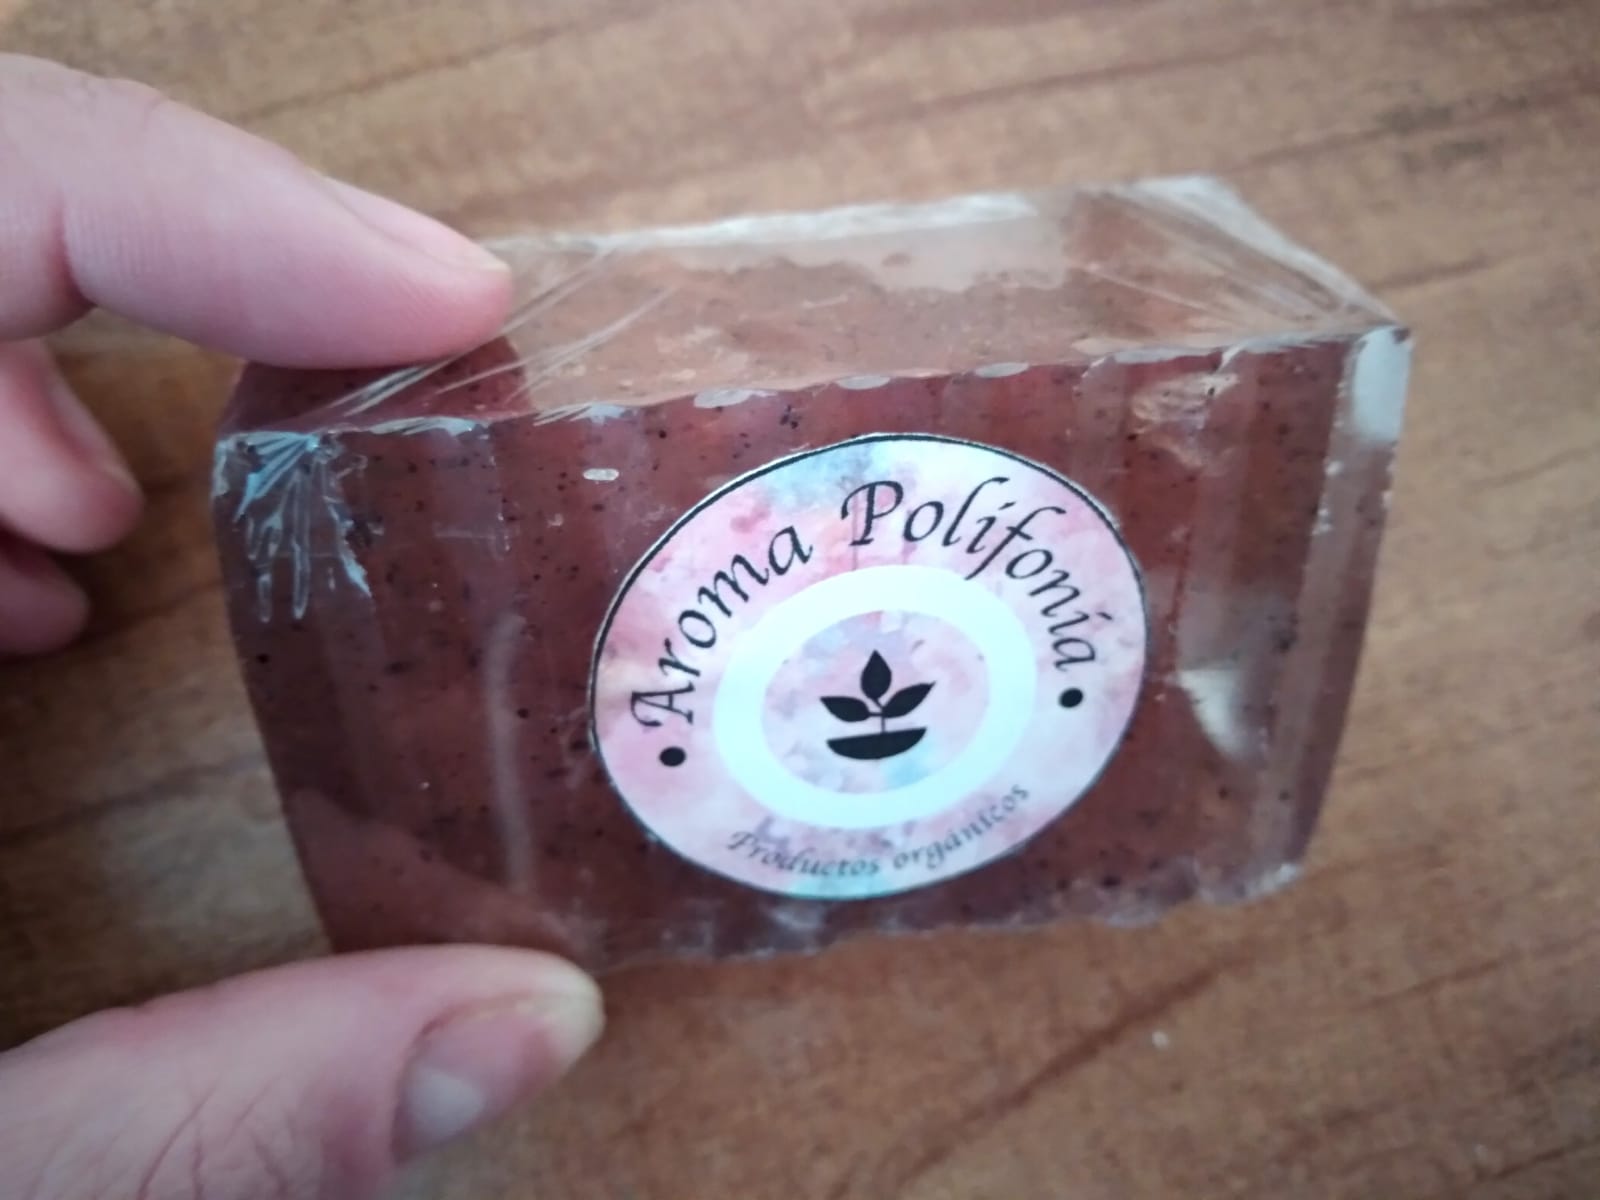 Aroma Polifonía
Productos orgánicos